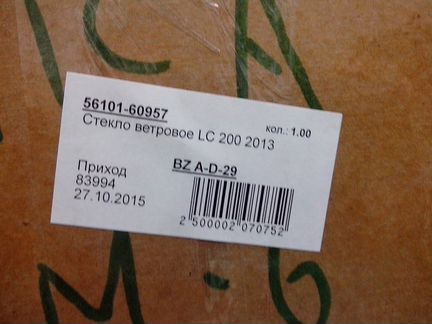 56101-60957
Стекло ветровое LC 200 2013
кол.: 1.00
Приход
83994
27.10.2015
BZ A-D-29
2 500002 070752
M-6